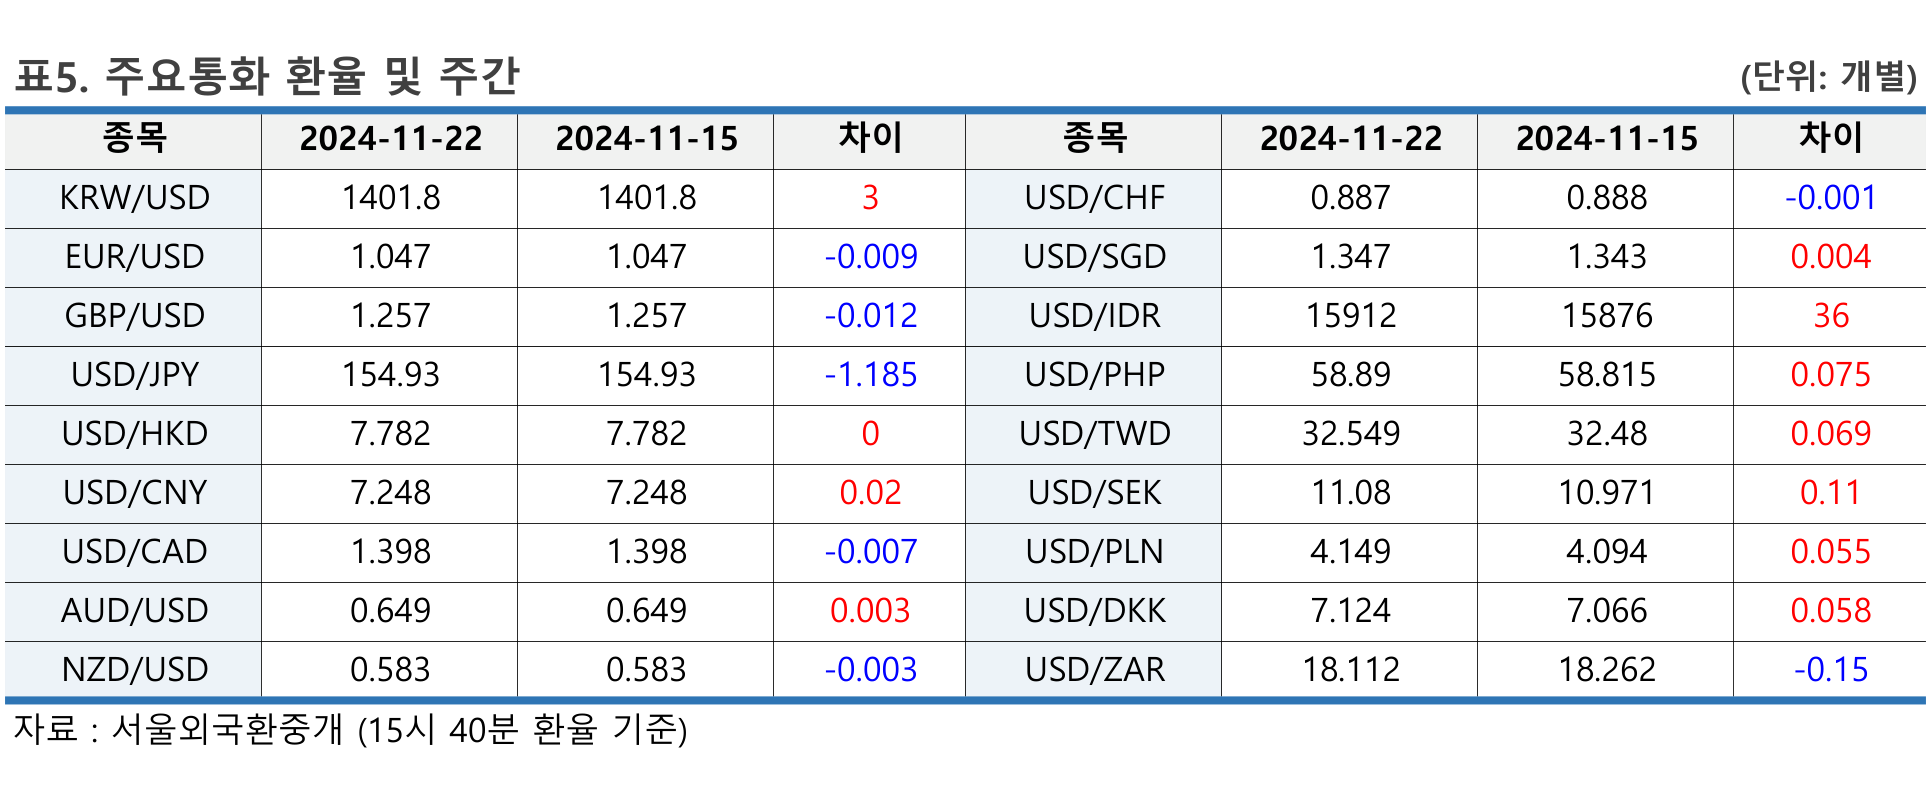 표5. 주요통화 환율 및 주간 (단위: 개별)
종목 2024-11-22 2024-11-15 차이 종목 2024-11-22 2024-11-15 차이
KRW/USD 1401.8 1401.8 3 USD/CHF 0.887 0.888 -0.001
EUR/USD 1.047 1.047 -0.009 USD/SGD 1.347 1.343 0.004
GBP/USD 1.257 1.257 -0.012 USD/IDR 15912 15876 36
USD/JPY 154.93 154.93 -1.185 USD/PHP 58.89 58.815 0.075
USD/HKD 7.782 7.782 0 USD/TWD 32.549 32.48 0.069
USD/CNY 7.248 7.248 0.02 USD/SEK 11.08 10.971 0.11
USD/CAD 1.398 1.398 -0.007 USD/PLN 4.149 4.094 0.055
AUD/USD 0.649 0.649 0.003 USD/DKK 7.124 7.066 0.058
NZD/USD 0.583 0.583 -0.003 USD/ZAR 18.112 18.262 -0.15
자료 : 서울외국환중개 (15시 40분 환율 기준)